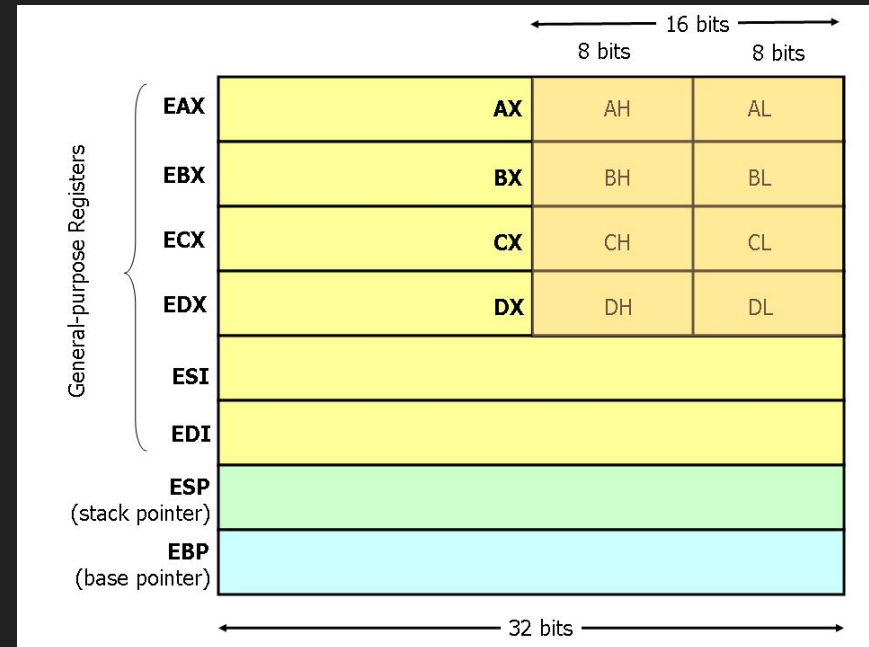 16 bits
8 bits 8 bits
EAX AX AH AL
EBX BX BH BL
ECX CX CH CL
EDX DX DH DL
ESI
EDI
General-purpose Registers
ESP
(stack pointer)
EBP
(base pointer)
32 bits